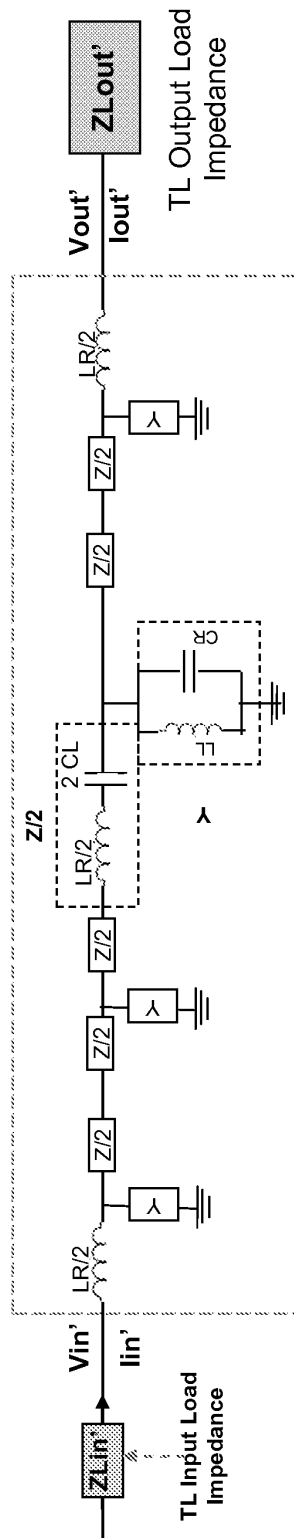 ZLin'
TL Input Load
Impedance
Vin'
Iin'
LR/2
Y
Z/2
Z/2
Y
Z/2
Z/2
LR/2
2 CL
LL
CR
Y
Z/2
Z/2
Y
LR/2
Vout'
Iout'
ZLout'
TL Output Load
Impedance